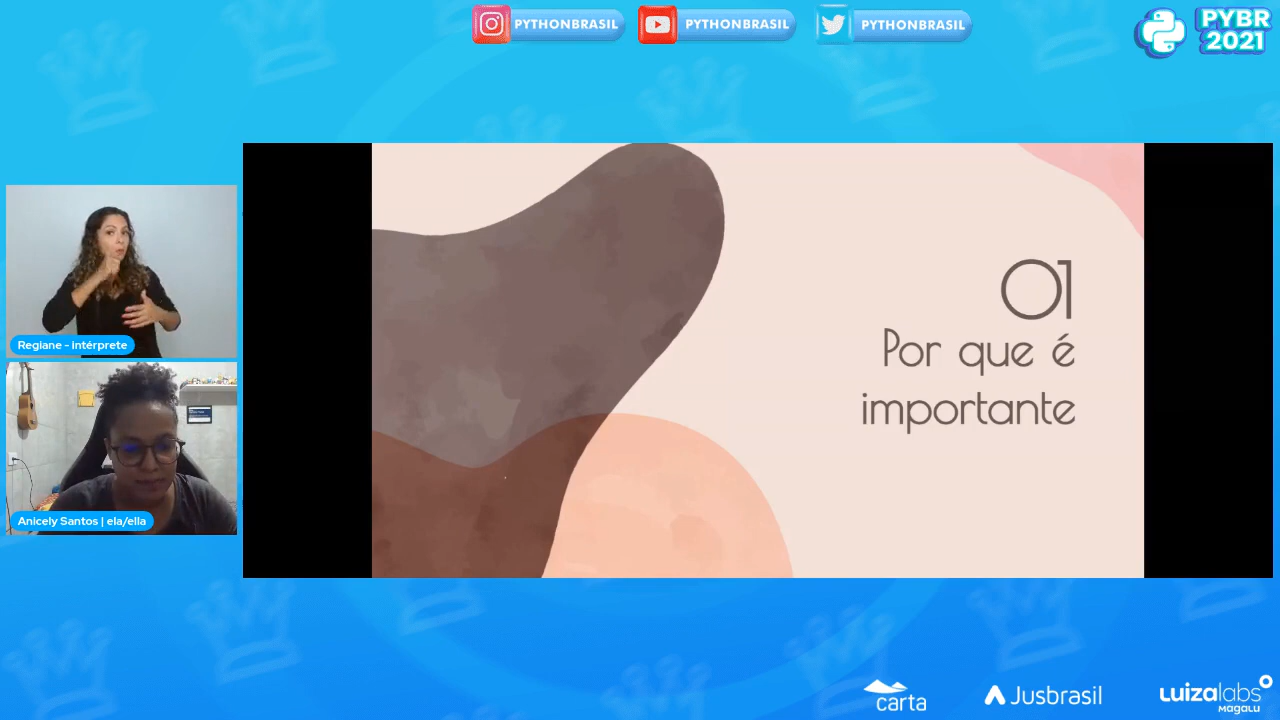 PYTHONBRASIL
PYTHONBRASIL
PYTHONBRASIL
PYBR
2021
01
Por que é
importante
Regiane - intérprete
Anicely Santos | ela/ella
carta
Jusbrasil
LUIZAlabs
MAGALU